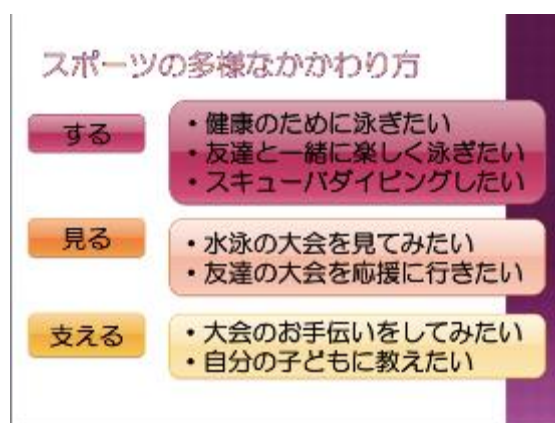 スポーツの多様なかかわり方
する
・健康のために泳ぎたい
・友達と一緒に楽しく泳ぎたい
・スキューバダイビングしたい
見る
・水泳の大会を見てみたい
・友達の大会を応援に行きたい
支える
・大会のお手伝いをしてみたい
・自分の子どもに教えたい